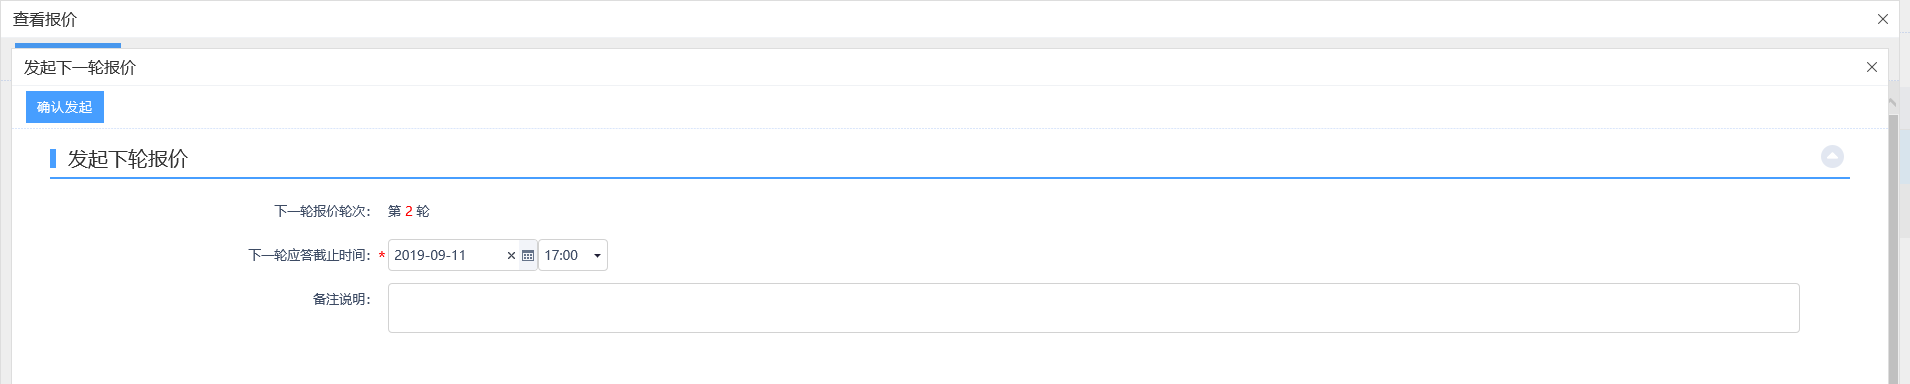 查看报价
发起下一轮报价
确认发起
发起下轮报价
下一轮报价轮次： 第 2 轮
下一轮应答截止时间：* 2019-09-11 17:00
备注说明：